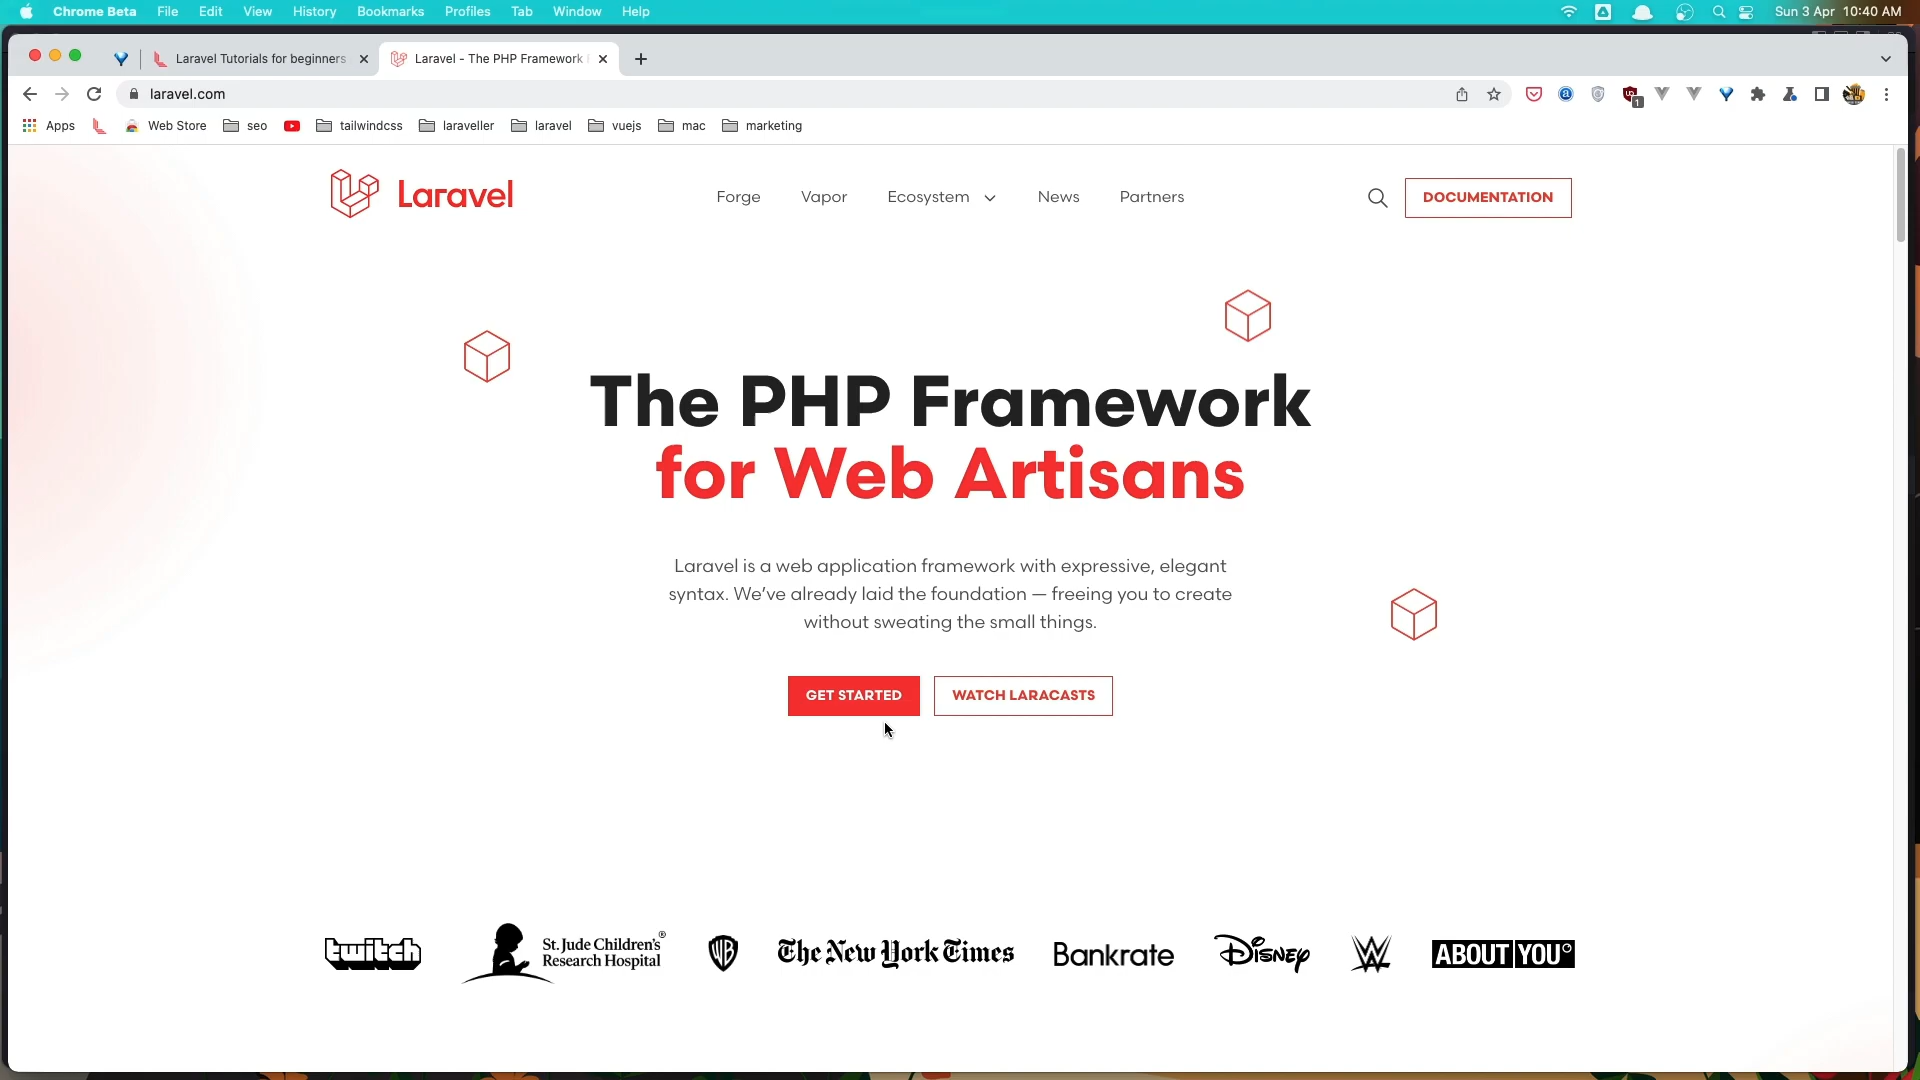 Chrome Beta File Edit View History Bookmarks Profiles Tab Window Help Sun 3 Apr 10:40 AM
Laravel Tutorials for beginners Laravel - The PHP Framework
laravel.com
1
Apps Web Store seo tailwindcss laraveller laravel vuejs mac marketing
Laravel Forge Vapor Ecosystem News Partners DOCUMENTATION
The PHP Framework
for Web Artisans
Laravel is a web application framework with expressive, elegant
syntax. We’ve already laid the foundation — freeing you to create
without sweating the small things.
GET STARTED WATCH LARACASTS
twitch St. Jude Children's® Research Hospital WB The New York Times Bankrate Disney W ABOUT YOU°